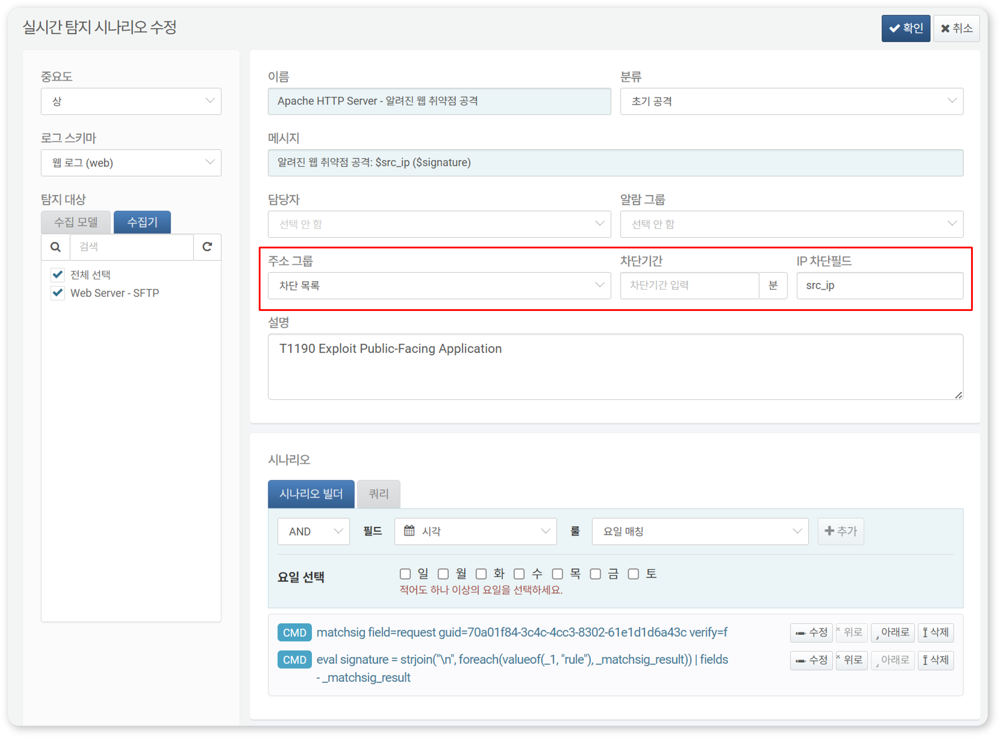 실시간 탐지 시나리오 수정
확인
취소
중요도
상
로그 스키마
웹 로그 (web)
탐지 대상
수집 모델
수집기
검색
전체 선택
Web Server - SFTP
이름
분류
Apache HTTP Server - 알려진 웹 취약점 공격
초기 공격
메시지
알려진 웹 취약점 공격: $src_ip ($signature)
담당자
알람 그룹
선택 안 함
선택 안 함
주소 그룹
차단기간
IP 차단필드
차단 목록
차단기간 입력
분
src_ip
설명
T1190 Exploit Public-Facing Application
시나리오
시나리오 빌더
쿼리
AND
필드
시각
룰
요일 매칭
추가
요일 선택
일 월 화 수 목 금 토
적어도 하나 이상의 요일을 선택하세요.
CMD
matchsig field=request guid=70a01f84-3c4c-4cc3-8302-61e1d1d6a43c verify=f
수정
위로
아래로
삭제
CMD
eval signature = strjoin("\n", foreach(valueof(_1, "rule"), _matchsig_result)) | fields
- _matchsig_result
수정
위로
아래로
삭제